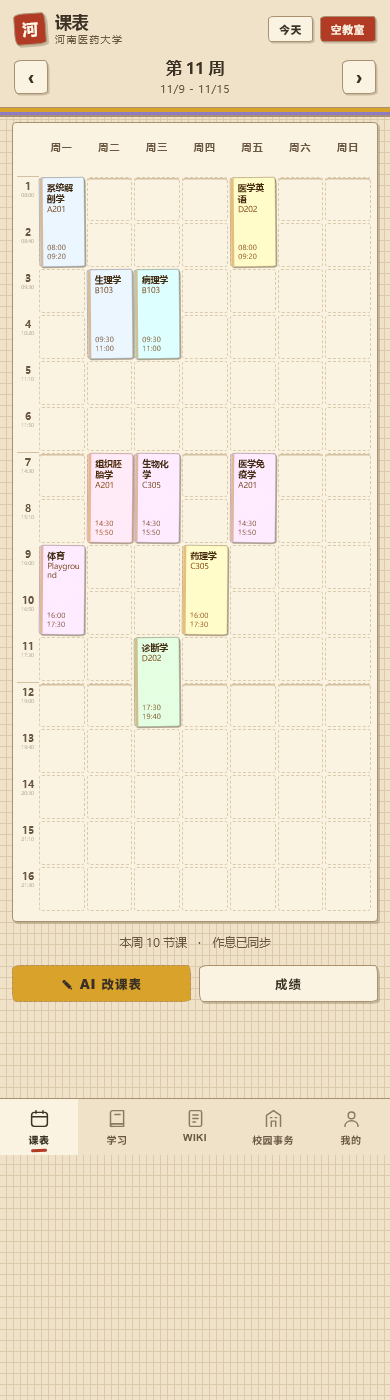 河
课表
河南医药大学
今天
空教室
‹
第 11 周
11/9 - 11/15
›
周一
周二
周三
周四
周五
周六
周日
1
2
3
4
5
6
7
8
9
10
11
12
13
14
15
16
系统解
剖学
A201
08:00
09:20
医学英
语
D202
08:00
09:20
生理学
B103
09:30
11:00
病理学
B103
09:30
11:00
组织胚
胎学
A201
14:30
15:50
生物化
学
C305
14:30
15:50
医学免
疫学
A201
14:30
15:50
体育
Playgrou
nd
16:00
17:30
药理学
C305
16:00
17:30
诊断学
D202
17:30
19:40
本周 10 节课 · 作息已同步
AI 改课表
成绩
课表
学习
WIKI
校园事务
我的